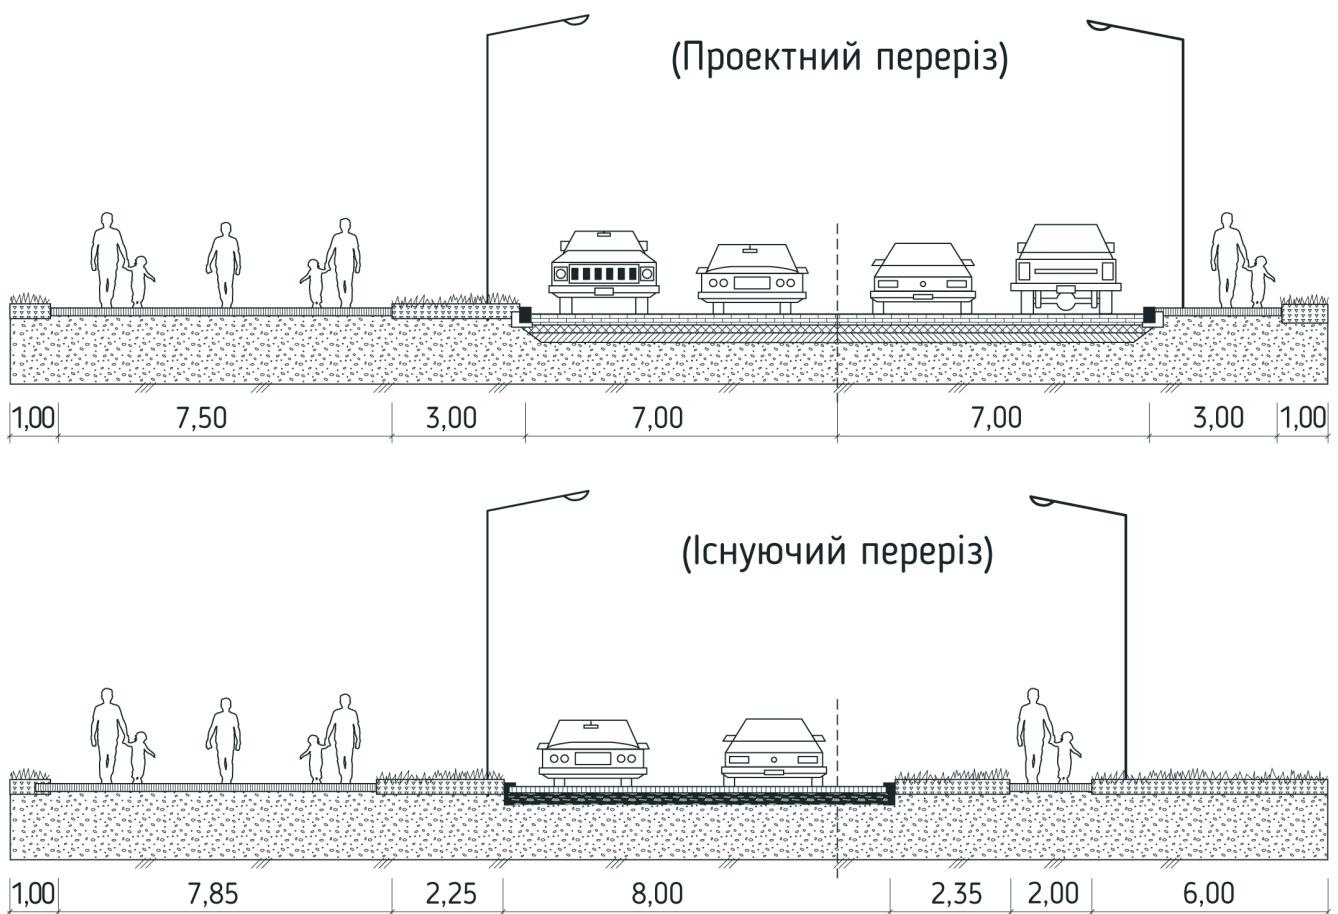 (Проектний переріз)
1,00 7,50 3,00 7,00 7,00 3,00 1,00
(Існуючий переріз)
1,00 7,85 2,25 8,00 2,35 2,00 6,00